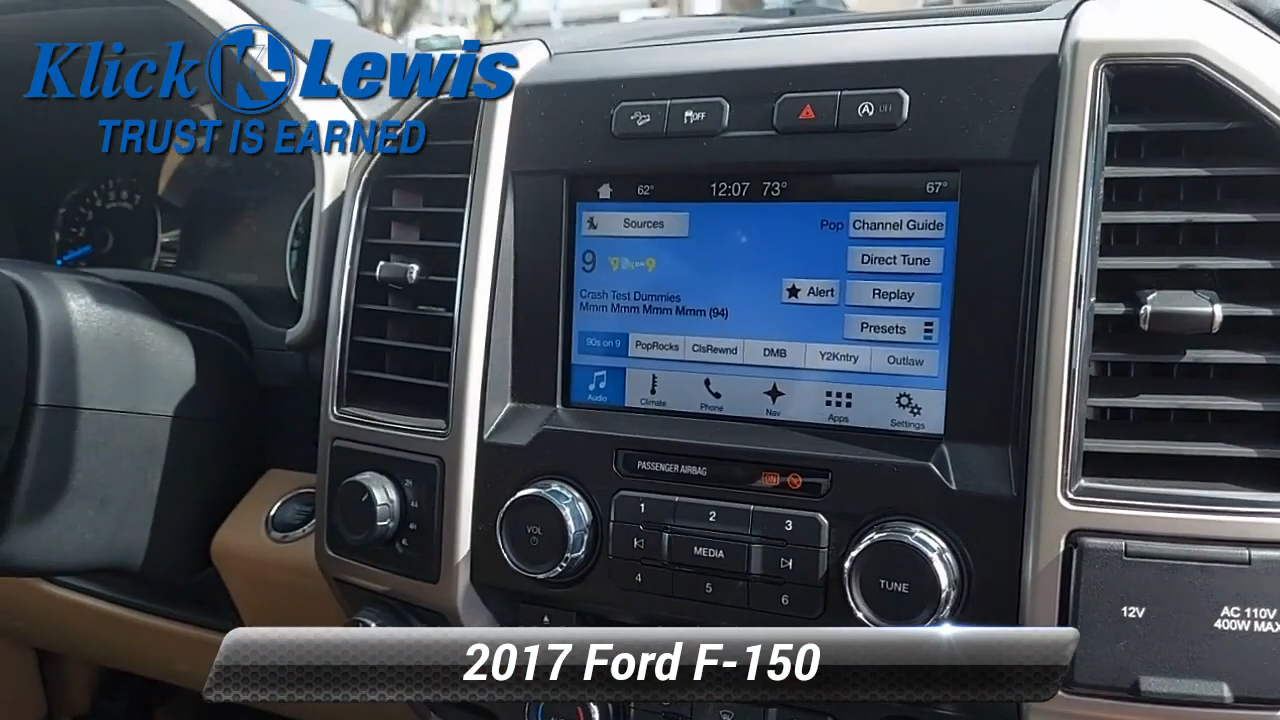 Klick Lewis
TRUST IS EARNED
OFF
62° 12:07 73° 67°
Sources
Pop Channel Guide
9
Direct Tune
Crash Test Dummies
Mmm Mmm Mmm Mmm (94)
Alert
Replay
Presets
90s on 9 PopRocks ClsRewnd DMB Y2Kntry Outlaw
Audio Climate Phone Nav Apps Settings
PASSENGER AIRBAG
VOL
1 2 3
MEDIA
4 5 6
TUNE
12V
AC 110V
400W MAX
2017 Ford F-150